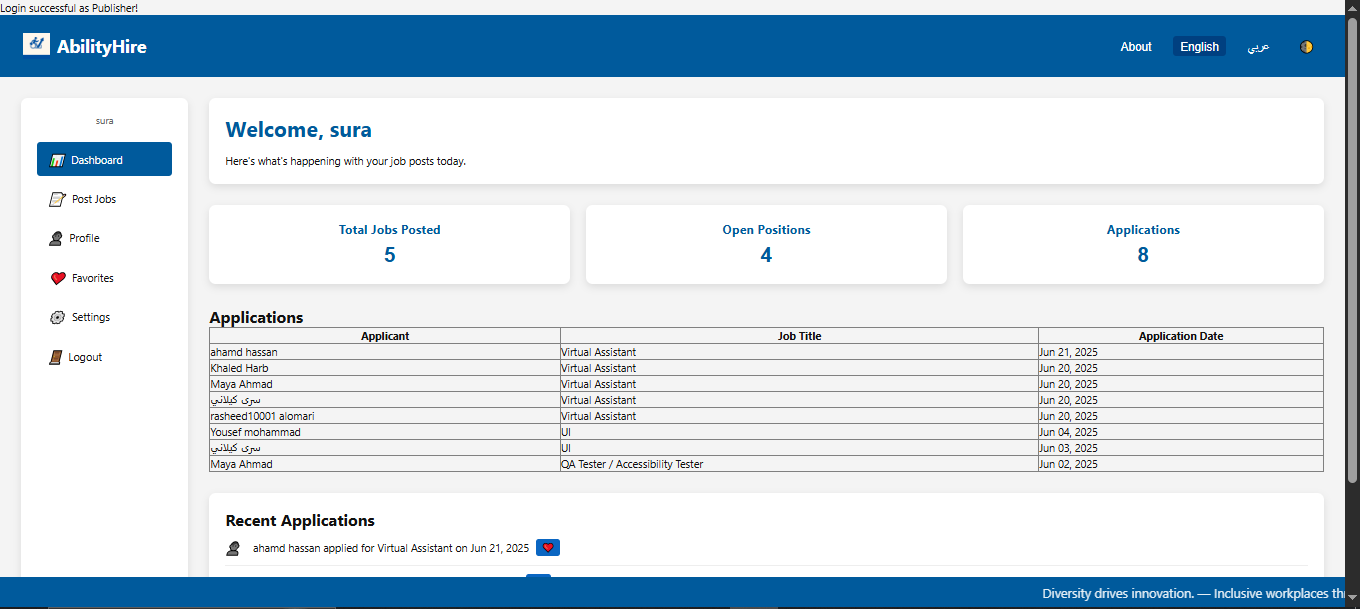 Login successful as Publisher!
AbilityHire
About English عربي
sura
Dashboard
Post Jobs
Profile
Favorites
Settings
Logout
Welcome, sura
Here's what's happening with your job posts today.
Total Jobs Posted
5
Open Positions
4
Applications
8
Applications
Applicant Job Title Application Date
ahamd hassan Virtual Assistant Jun 21, 2025
Khaled Harb Virtual Assistant Jun 20, 2025
Maya Ahmad Virtual Assistant Jun 20, 2025
سرى كيلاني Virtual Assistant Jun 20, 2025
rasheed10001 alomari Virtual Assistant Jun 20, 2025
Yousef mohammad UI Jun 04, 2025
سرى كيلاني UI Jun 03, 2025
Maya Ahmad QA Tester / Accessibility Tester Jun 02, 2025
Recent Applications
ahamd hassan applied for Virtual Assistant on Jun 21, 2025
Diversity drives innovation. — Inclusive workplaces